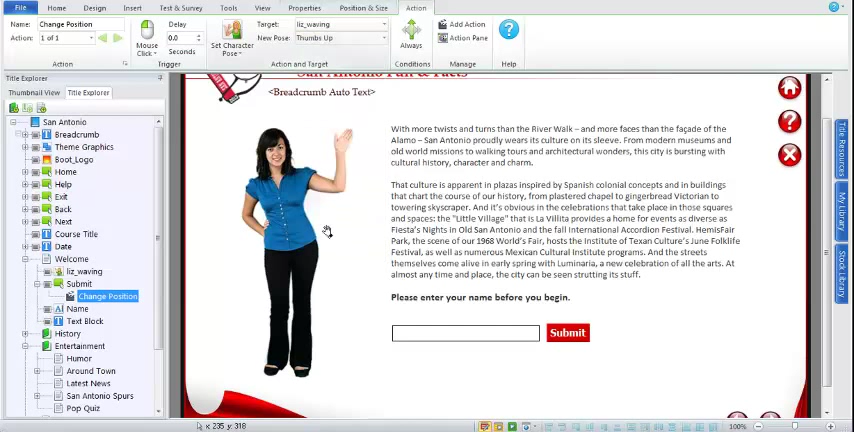 File Home Design Insert Test & Survey Tools View Properties Position & Size Action
Name: Change Position Delay Target: liz_waving Add Action
Action: 1 of 1 0.0 New Pose: Thumbs Up Action Pane
Mouse Click Seconds Set Character Pose Always Help
Action Trigger Action and Target Conditions Manage Help
Title Explorer
Thumbnail View Title Explorer
San Antonio
Breadcrumb
Theme Graphics
Boot_Logo
Home
Help
Exit
Back
Next
Course Title
Date
Welcome
liz_waving
Submit
Change Position
Name
Text Block
History
Entertainment
Humor
Around Town
Latest News
San Antonio Spurs
Pop Quiz
San Antonio Fun & Facts
<Breadcrumb Auto Text>
With more twists and turns than the River Walk – and more faces than the façade of the
Alamo – San Antonio proudly wears its culture on its sleeve. From modern museums and
old world missions to walking tours and architectural wonders, this city is bursting with
cultural history, character and charm.
That culture is apparent in plazas inspired by Spanish colonial concepts and in buildings
that chart the course of our history, from plastered chapel to gingerbread Victorian to
towering skyscraper. And it's obvious in the celebrations that take place in those squares
and spaces: the "Little Village" that is La Villita provides a home for events as diverse as
Fiesta's Nights in Old San Antonio and the fall International Accordion Festival. HemisFair
Park, the scene of our 1968 World's Fair, hosts the Institute of Texan Culture's June Folklife
Festival, as well as numerous Mexican Cultural Institute programs. And the streets
themselves come alive in early spring with Luminaria, a new celebration of all the arts. At
almost any time and place, the city can be seen strutting its stuff.
Please enter your name before you begin.
Submit
Title Resources
My Library
Stock Library
x: 235 y: 318 100%